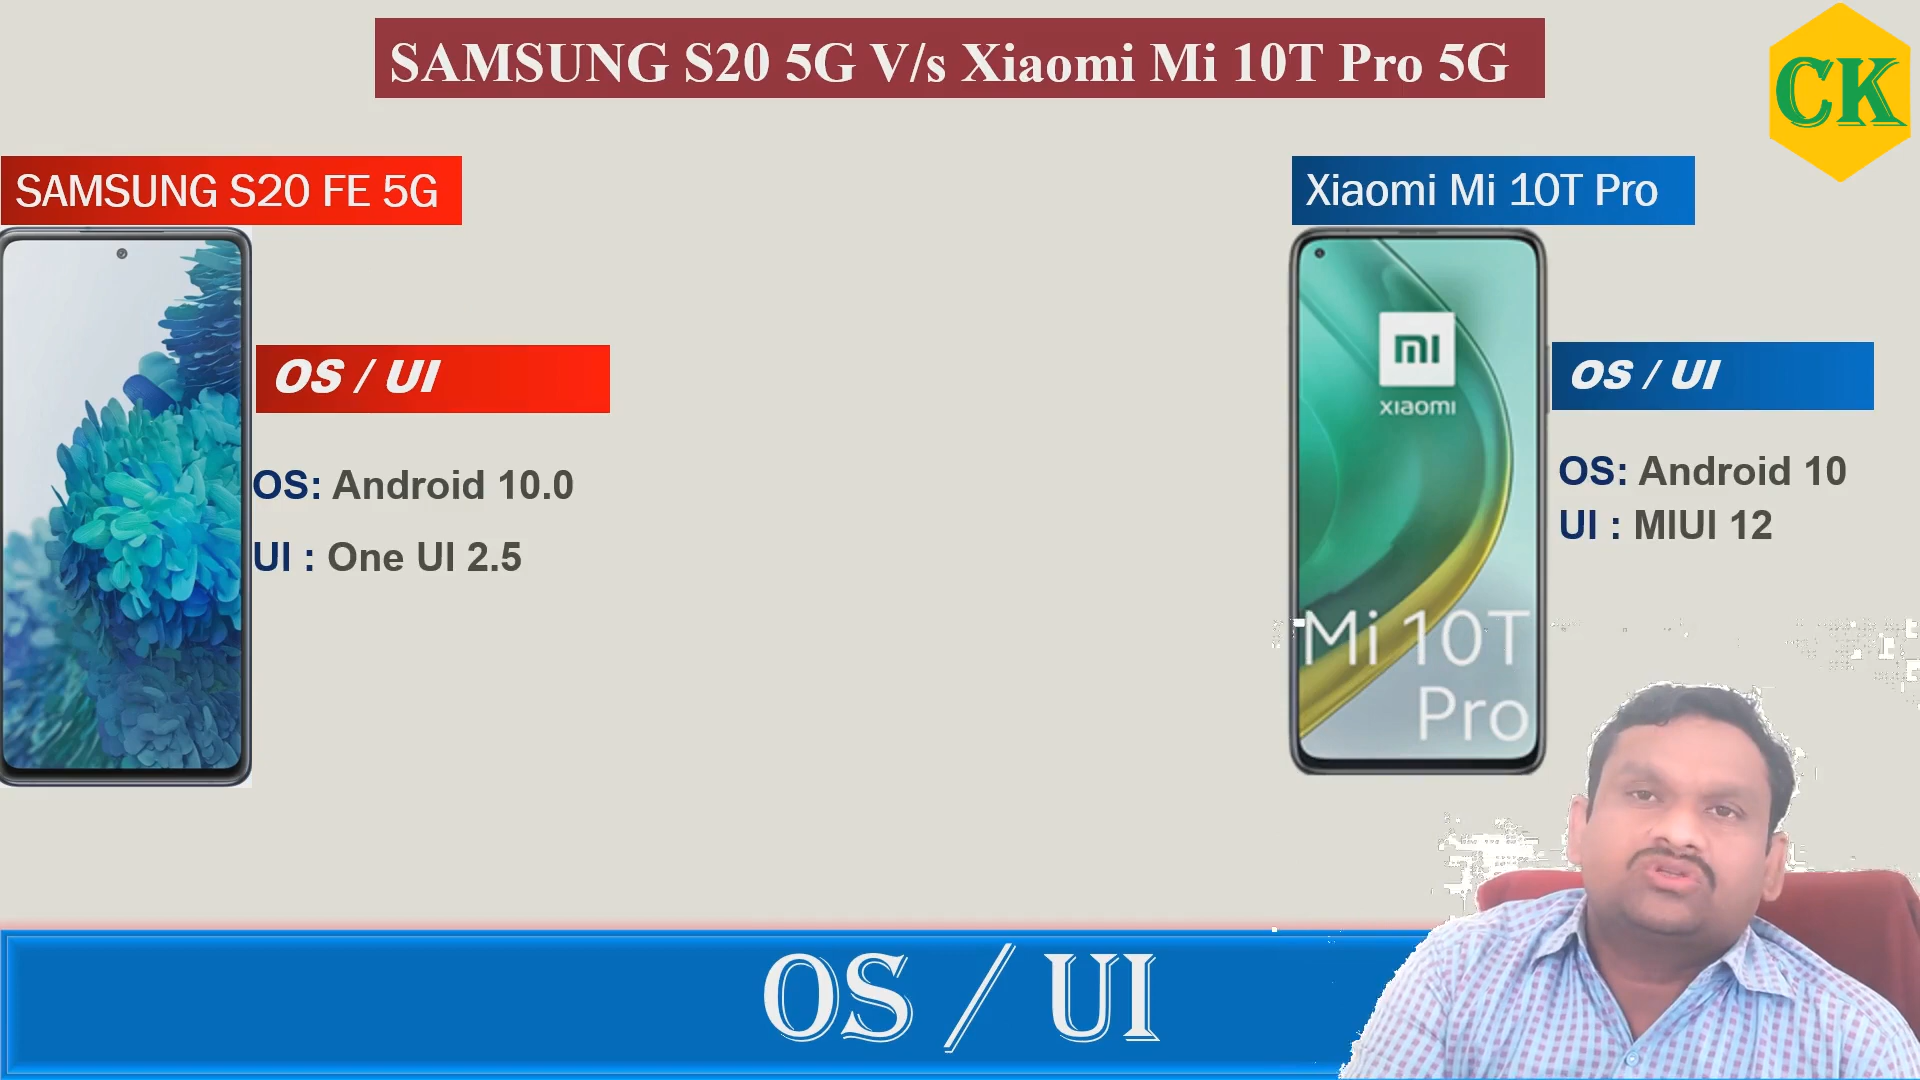 SAMSUNG S20 5G V/s Xiaomi Mi 10T Pro 5G
CK
SAMSUNG S20 FE 5G
Xiaomi Mi 10T Pro
OS / UI
OS: Android 10.0
UI : One UI 2.5
mi
xiaomi
Mi 10T
Pro
OS / UI
OS: Android 10
UI : MIUI 12
OS / UI